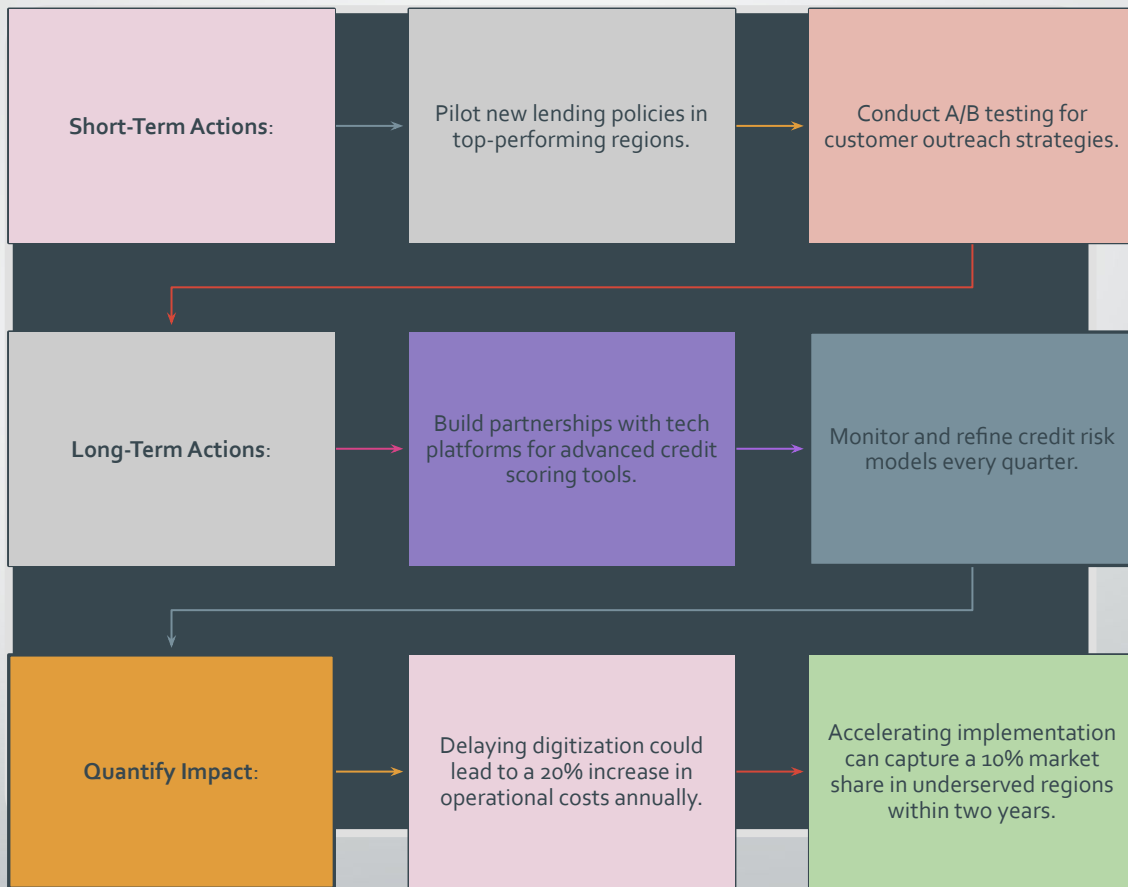 Short-Term Actions:
Pilot new lending policies in
top-performing regions.
Conduct A/B testing for
customer outreach strategies.
Long-Term Actions:
Build partnerships with tech
platforms for advanced credit
scoring tools.
Monitor and refine credit risk
models every quarter.
Quantify Impact:
Delaying digitization could
lead to a 20% increase in
operational costs annually.
Accelerating implementation
can capture a 10% market
share in underserved regions
within two years.